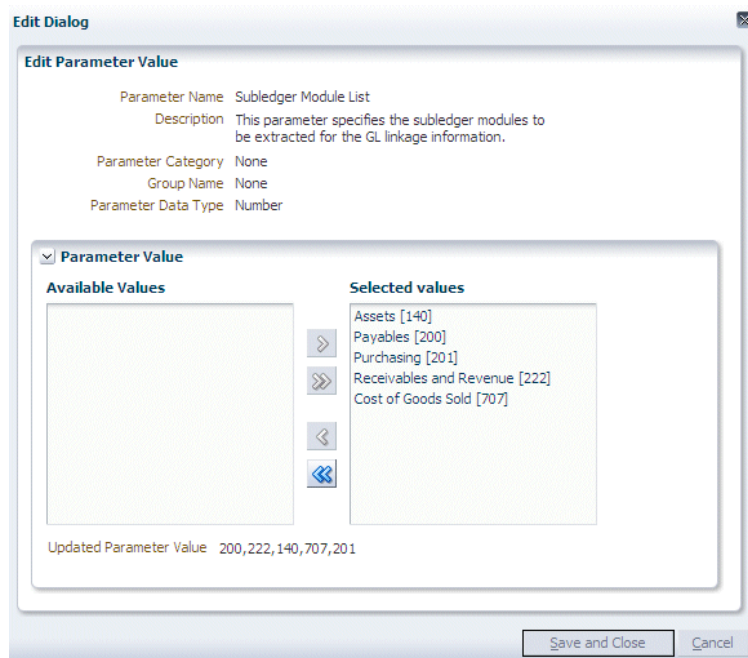 Edit Dialog
Edit Parameter Value
Parameter Name Subledger Module List
Description This parameter specifies the subledger modules to
be extracted for the GL linkage information.
Parameter Category None
Group Name None
Parameter Data Type Number
Parameter Value
Available Values
Selected values
Assets [140]
Payables [200]
Purchasing [201]
Receivables and Revenue [222]
Cost of Goods Sold [707]
Updated Parameter Value 200,222,140,707,201
Save and Close
Cancel